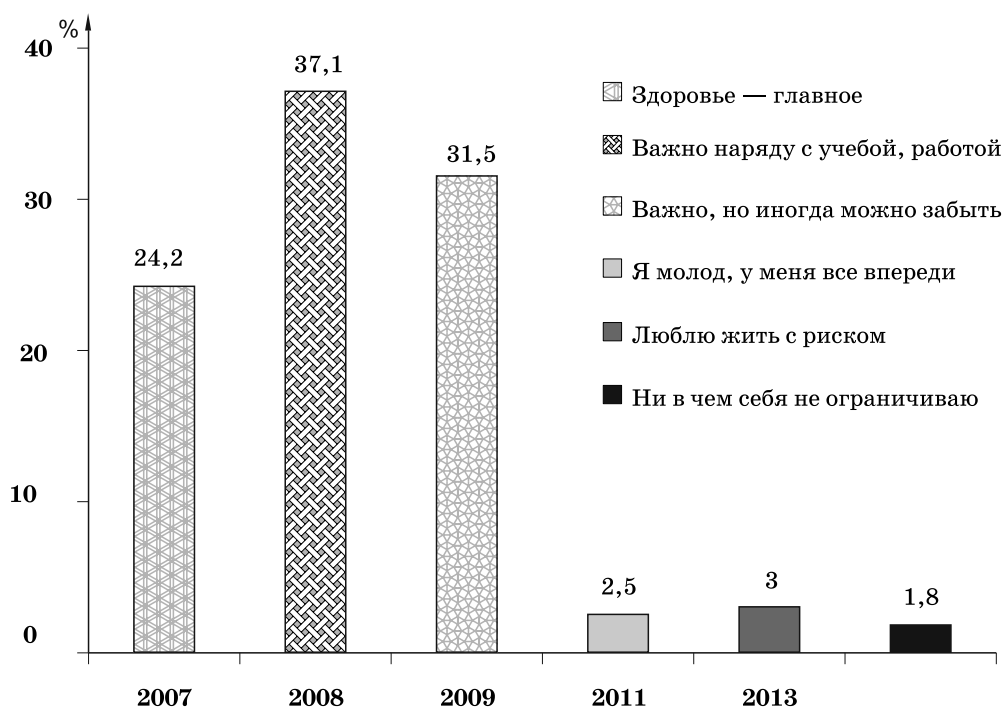 %
40
30
20
10
0
24,2
37,1
31,5
2,5
3
1,8
2007
2008
2009
2011
2013
Здоровье — главное
Важно наряду с учебой, работой
Важно, но иногда можно забыть
Я молод, у меня все впереди
Люблю жить с риском
Ни в чем себя не ограничиваю